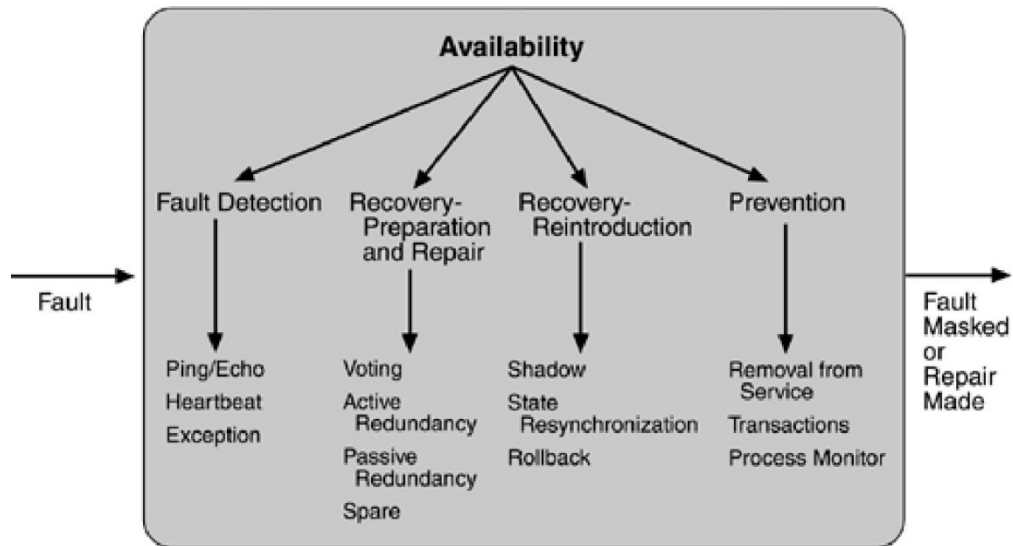 Availability
Fault Detection
Recovery-
Preparation
and Repair
Recovery-
Reintroduction
Prevention
Fault
Ping/Echo
Heartbeat
Exception
Voting
Active
Redundancy
Passive
Redundancy
Spare
Shadow
State
Resynchronization
Rollback
Removal from
Service
Transactions
Process Monitor
Fault
Masked
or
Repair
Made